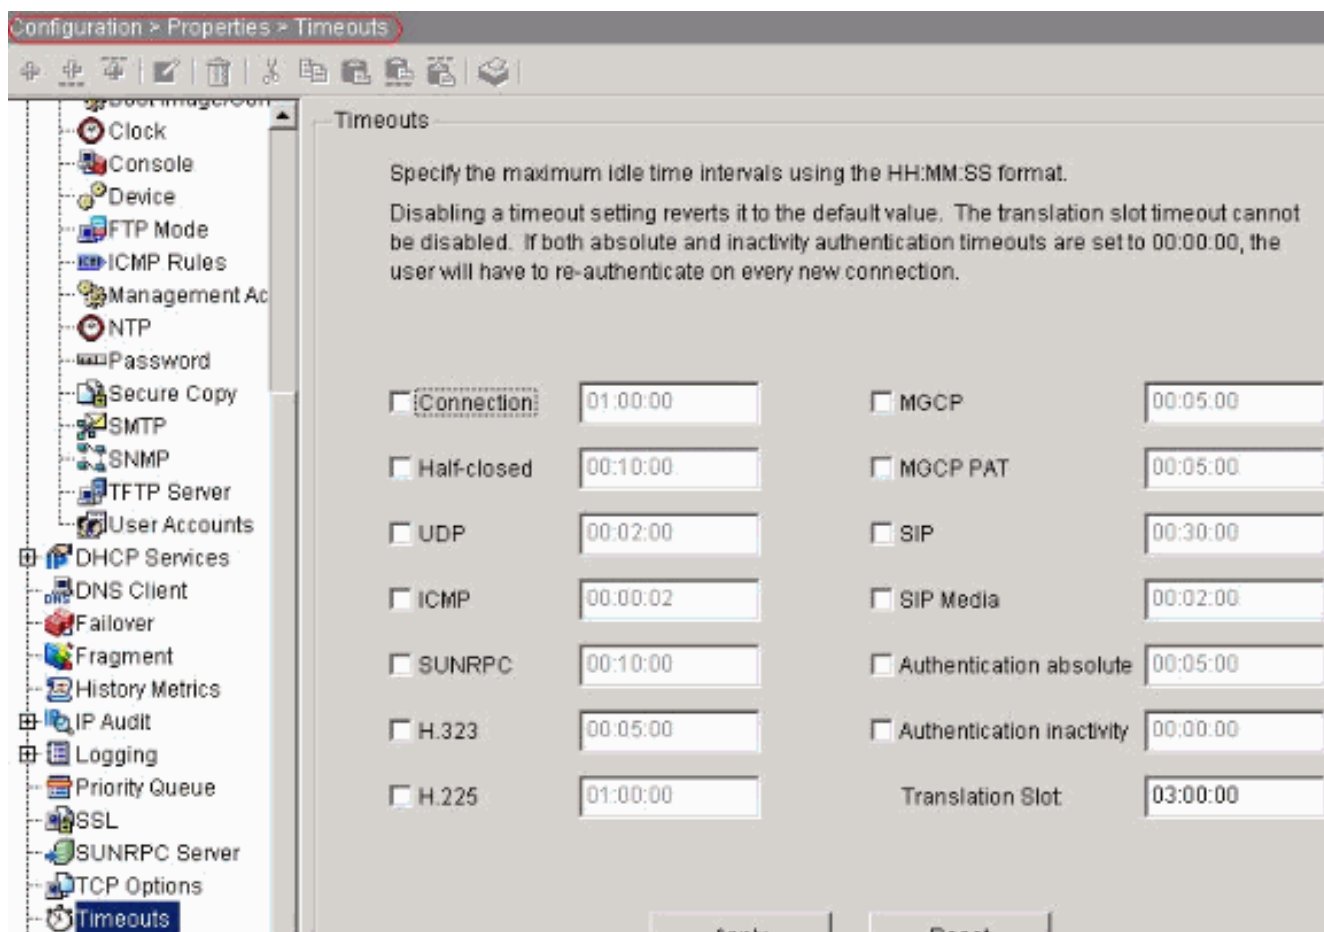 Configuration > Properties > Timeouts
Clock
Console
Device
FTP Mode
ICMP Rules
Management Ac
NTP
Password
Secure Copy
SMTP
SNMP
TFTP Server
User Accounts
DHCP Services
DNS Client
Failover
Fragment
History Metrics
IP Audit
Logging
Priority Queue
SSL
SUNRPC Server
TCP Options
Timeouts
Timeouts
Specify the maximum idle time intervals using the HH:MM:SS format.
Disabling a timeout setting reverts it to the default value. The translation slot timeout cannot
be disabled. If both absolute and inactivity authentication timeouts are set to 00:00:00, the
user will have to re-authenticate on every new connection.
Connection 01:00:00 MGCP 00:05:00
Half-closed 00:10:00 MGCP PAT 00:05:00
UDP 00:02:00 SIP 00:30:00
ICMP 00:00:02 SIP Media 00:02:00
SUNRPC 00:10:00 Authentication absolute 00:05:00
H.323 00:05:00 Authentication inactivity 00:00:00
H.225 01:00:00 Translation Slot: 03:00:00